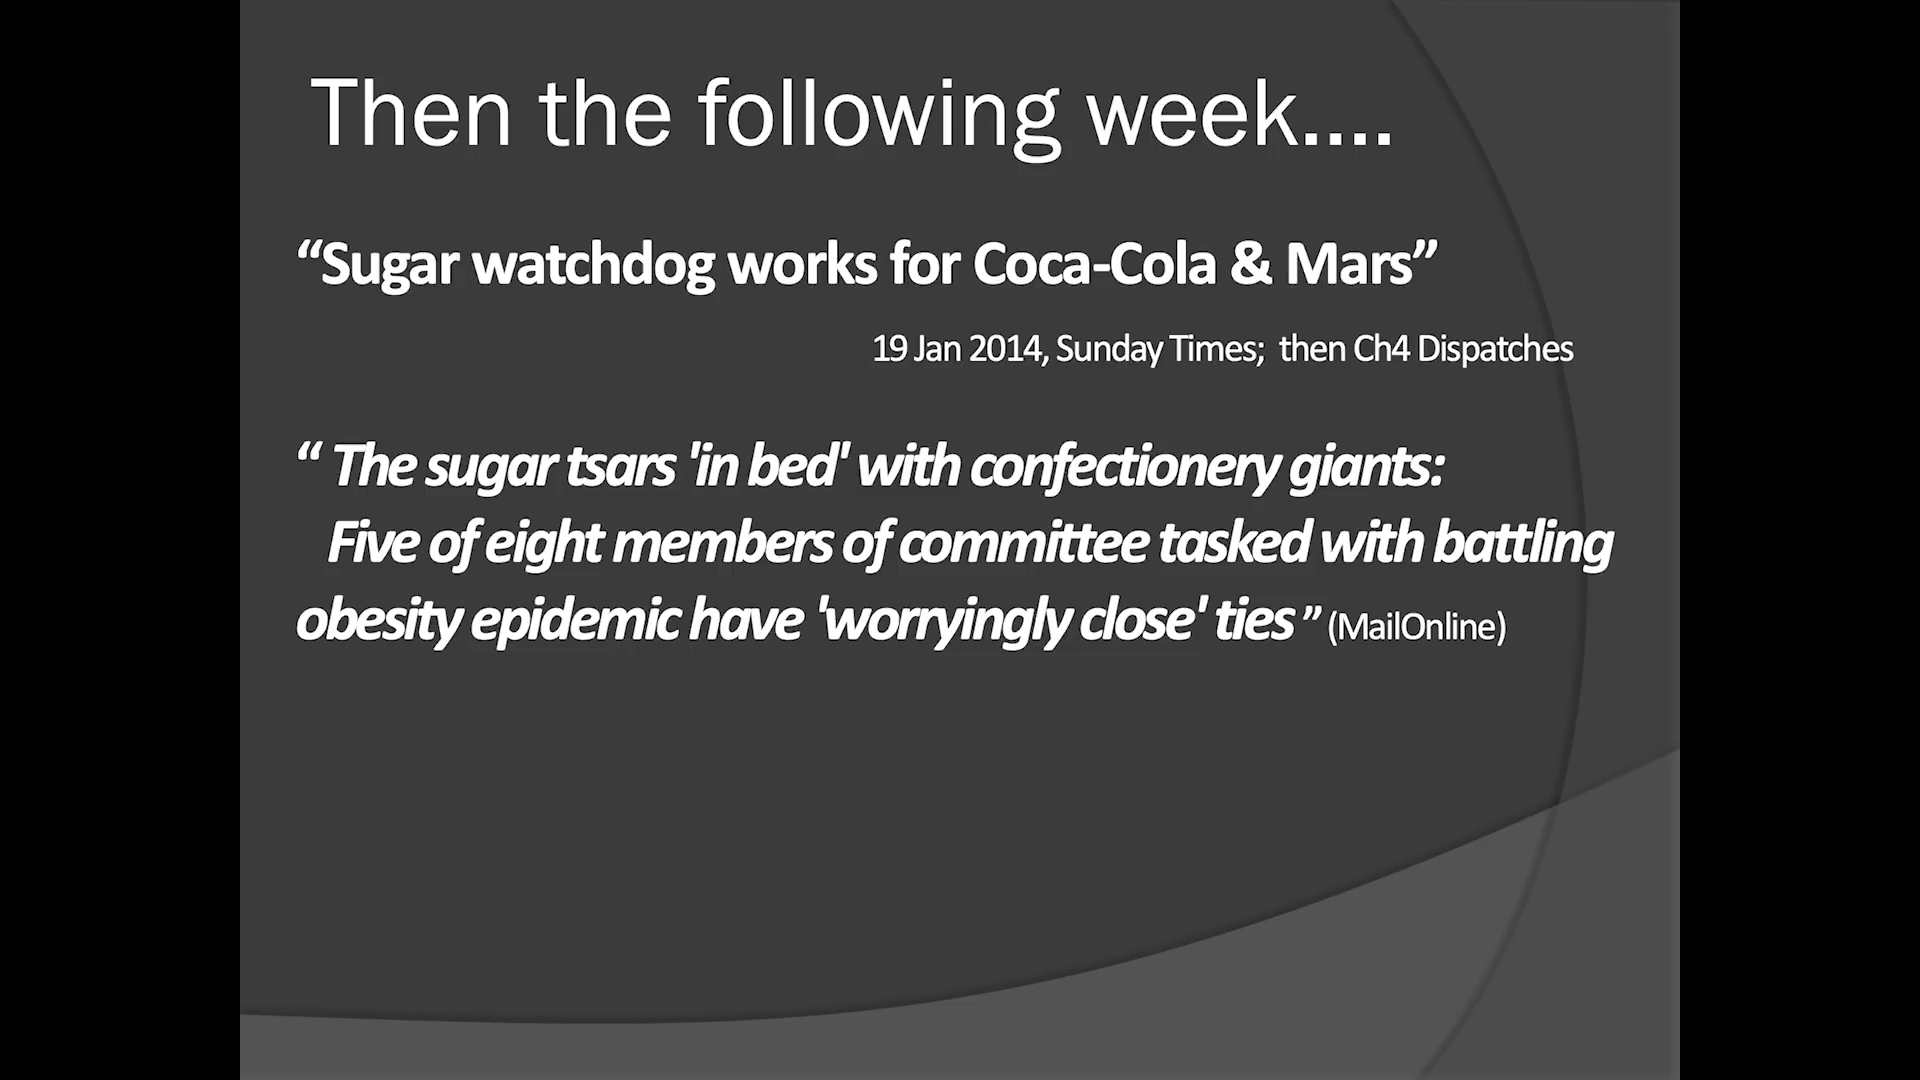 Then the following week....
“Sugar watchdog works for Coca-Cola & Mars”
19 Jan 2014, Sunday Times;  then Ch4 Dispatches
“ The sugar tsars 'in bed' with confectionery giants:
Five of eight members of committee tasked with battling
obesity epidemic have 'worryingly close' ties ” (MailOnline)